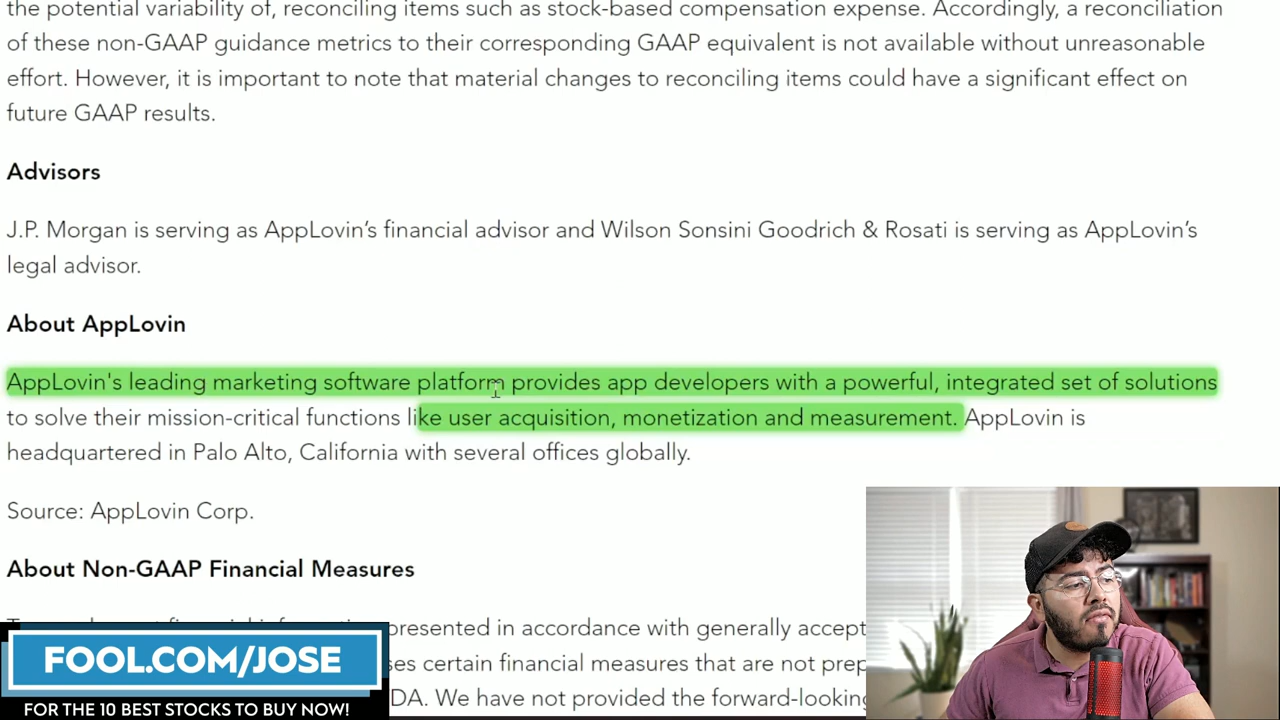 the potential variability of, reconciling items such as stock-based compensation expense. Accordingly, a reconciliation
of these non-GAAP guidance metrics to their corresponding GAAP equivalent is not available without unreasonable
effort. However, it is important to note that material changes to reconciling items could have a significant effect on
future GAAP results.
Advisors
J.P. Morgan is serving as AppLovin’s financial advisor and Wilson Sonsini Goodrich & Rosati is serving as AppLovin’s
legal advisor.
About AppLovin
AppLovin's leading marketing software platform provides app developers with a powerful, integrated set of solutions
to solve their mission-critical functions like user acquisition, monetization and measurement. AppLovin is
headquartered in Palo Alto, California with several offices globally.
Source: AppLovin Corp.
About Non-GAAP Financial Measures
presented in accordance with generally accept
certain financial measures that are not prep
DA. We have not provided the forward-looking
FOOL.COM/JOSE
FOR THE 10 BEST STOCKS TO BUY NOW!